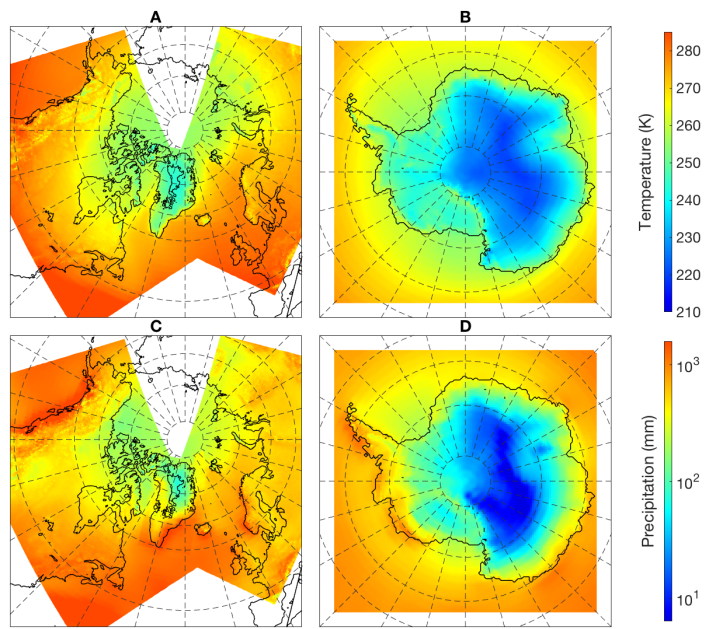 A
B
280
270
260
250
240
230
220
210
Temperature (K)
C
D
10³
10²
10¹
Precipitation (mm)